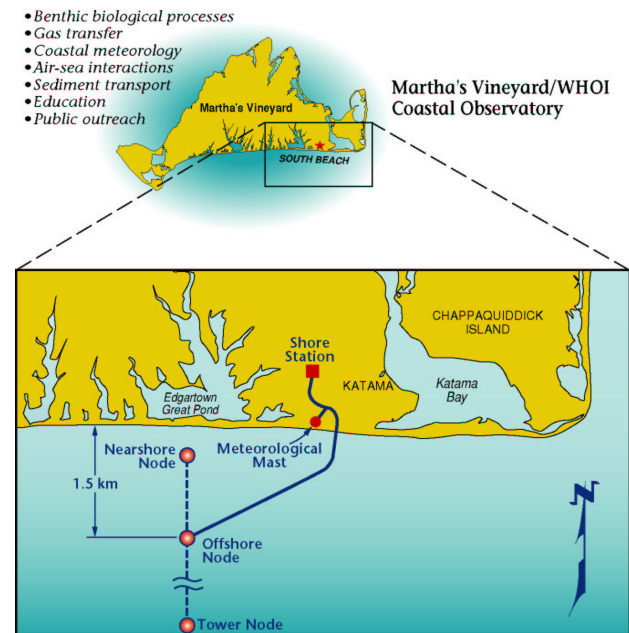 • Benthic biological processes
• Gas transfer
• Coastal meteorology
• Air-sea interactions
• Sediment transport
• Education
• Public outreach
Martha's Vineyard/WHOI
Coastal Observatory
Martha's Vineyard
SOUTH BEACH
CHAPPAQUIDDICK
ISLAND
Shore
Station
KATAMA
Katama
Bay
Edgartown
Great Pond
Nearshore
Node
Meteorological
Mast
1.5 km
Offshore
Node
Tower Node
N